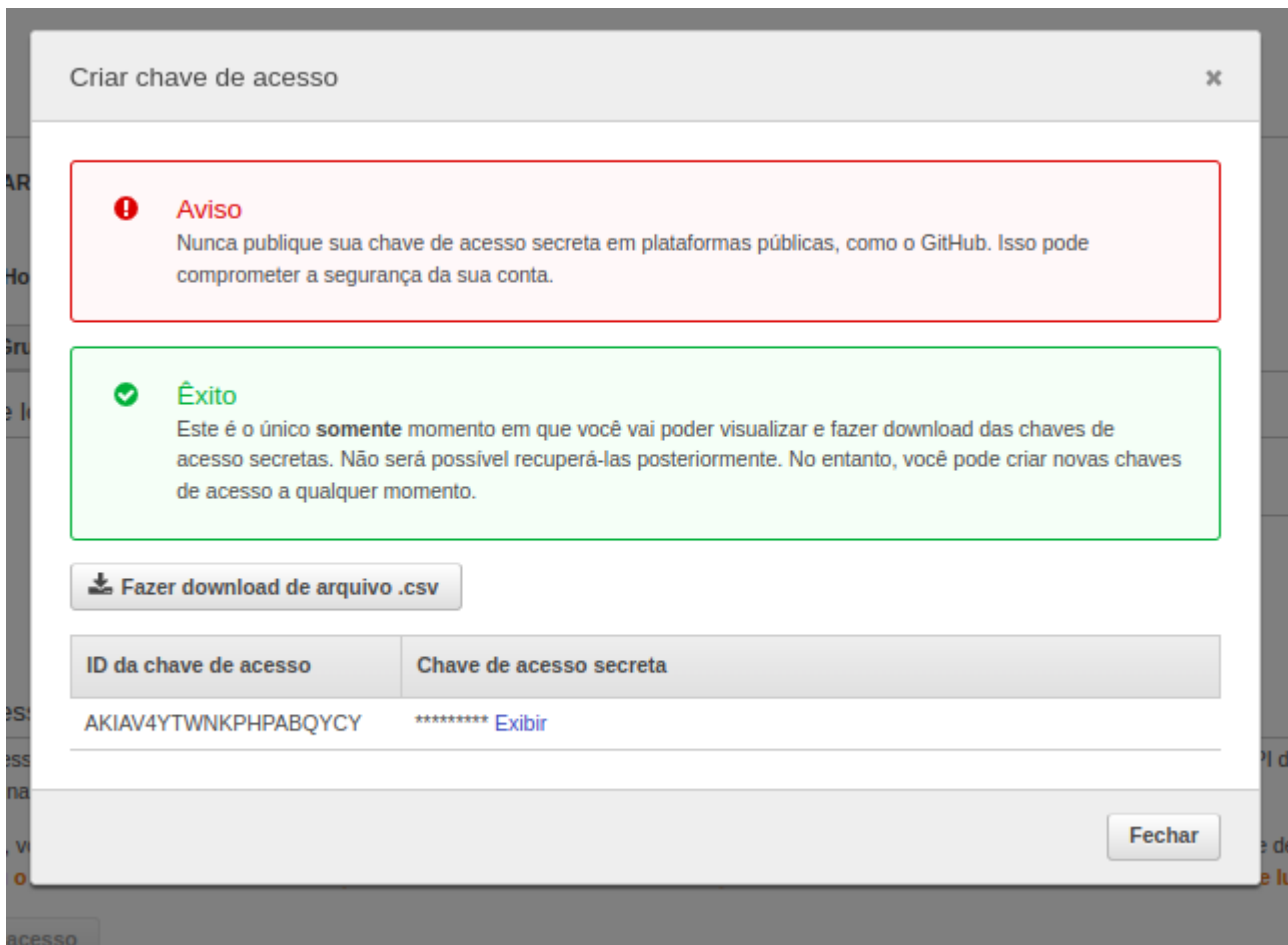 Criar chave de acesso
Aviso
Nunca publique sua chave de acesso secreta em plataformas públicas, como o GitHub. Isso pode
comprometer a segurança da sua conta.
Êxito
Este é o único somente momento em que você vai poder visualizar e fazer download das chaves de
acesso secretas. Não será possível recuperá-las posteriormente. No entanto, você pode criar novas chaves
de acesso a qualquer momento.
Fazer download de arquivo .csv
ID da chave de acesso Chave de acesso secreta
AKIAV4YTWNKPHPABQYCY ********* Exibir
Fechar
acesso